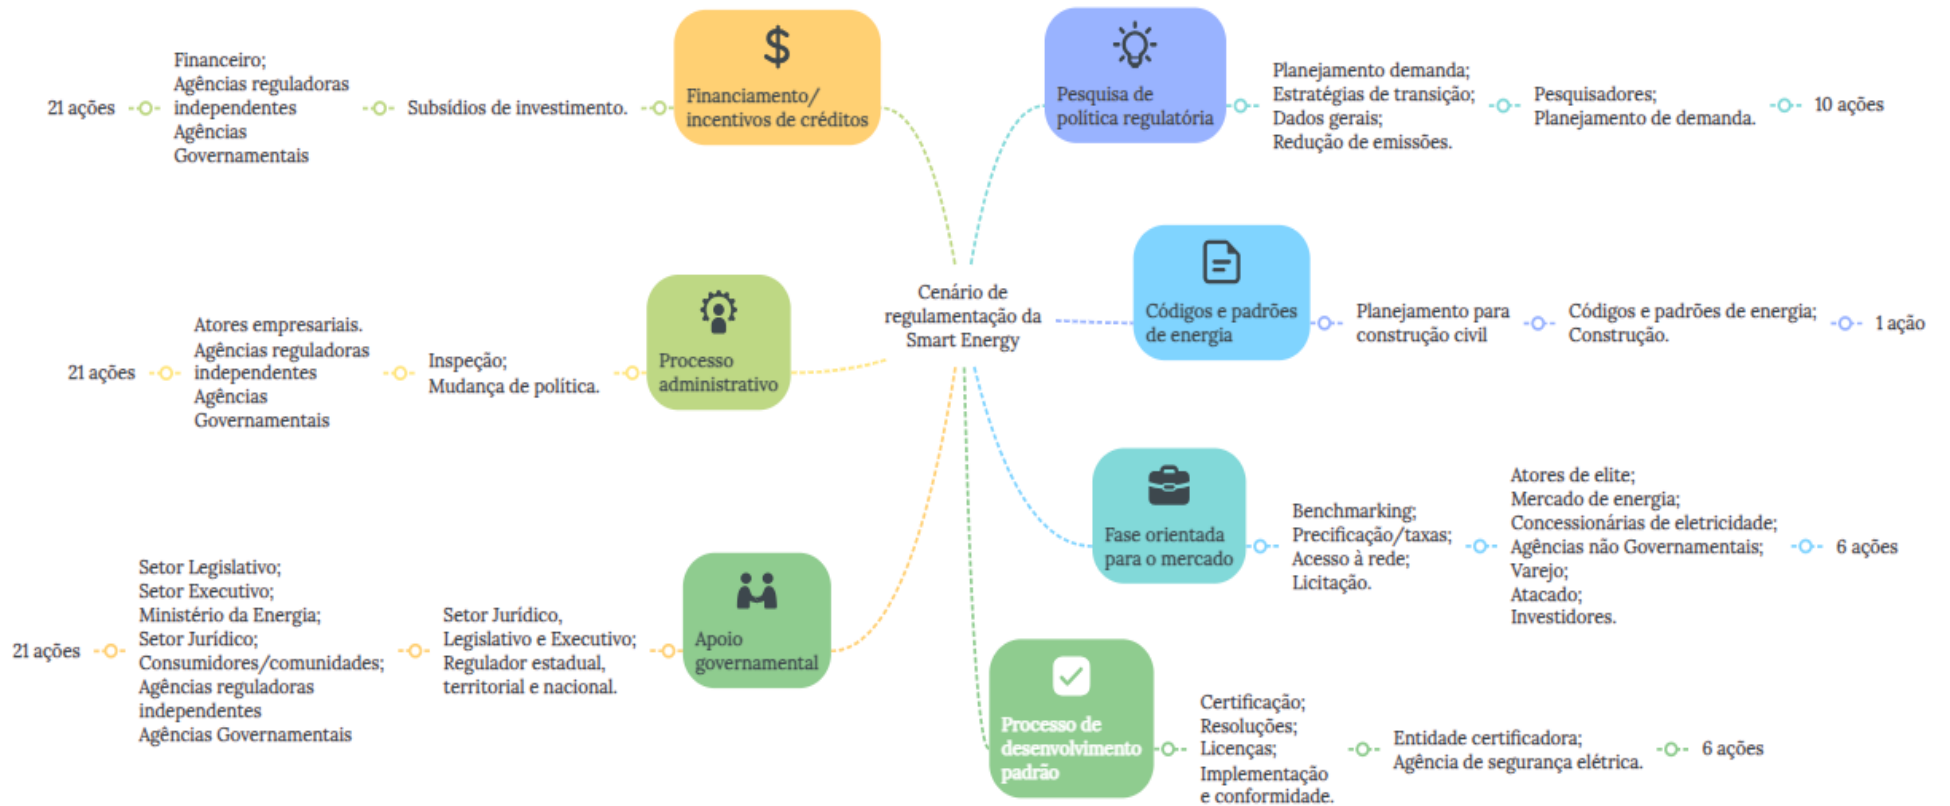 Cenário de
regulamentação da
Smart Energy
Financiamento/
incentivos de créditos
Subsídios de investimento.
Financeiro;
Agências reguladoras
independentes
Agências
Governamentais
21 ações
Processo
administrativo
Inspeção;
Mudança de política.
Atores empresariais.
Agências reguladoras
independentes
Agências
Governamentais
21 ações
Apoio
governamental
Setor Jurídico,
Legislativo e Executivo;
Regulador estadual,
territorial e nacional.
Setor Legislativo;
Setor Executivo;
Ministério da Energia;
Setor Jurídico;
Consumidores/comunidades;
Agências reguladoras
independentes
Agências Governamentais
21 ações
Pesquisa de
política regulatória
Planejamento demanda;
Estratégias de transição;
Dados gerais;
Redução de emissões.
Pesquisadores;
Planejamento de demanda.
10 ações
Códigos e padrões
de energia
Planejamento para
construção civil
Códigos e padrões de energia;
Construção.
1 ação
Fase orientada
para o mercado
Benchmarking;
Precificação/taxas;
Acesso à rede;
Licitação.
Atores de elite;
Mercado de energia;
Concessionárias de eletricidade;
Agências não Governamentais;
Varejo;
Atacado;
Investidores.
6 ações
Processo de
desenvolvimento
padrão
Certificação;
Resoluções;
Licenças;
Implementação
e conformidade.
Entidade certificadora;
Agência de segurança elétrica.
6 ações